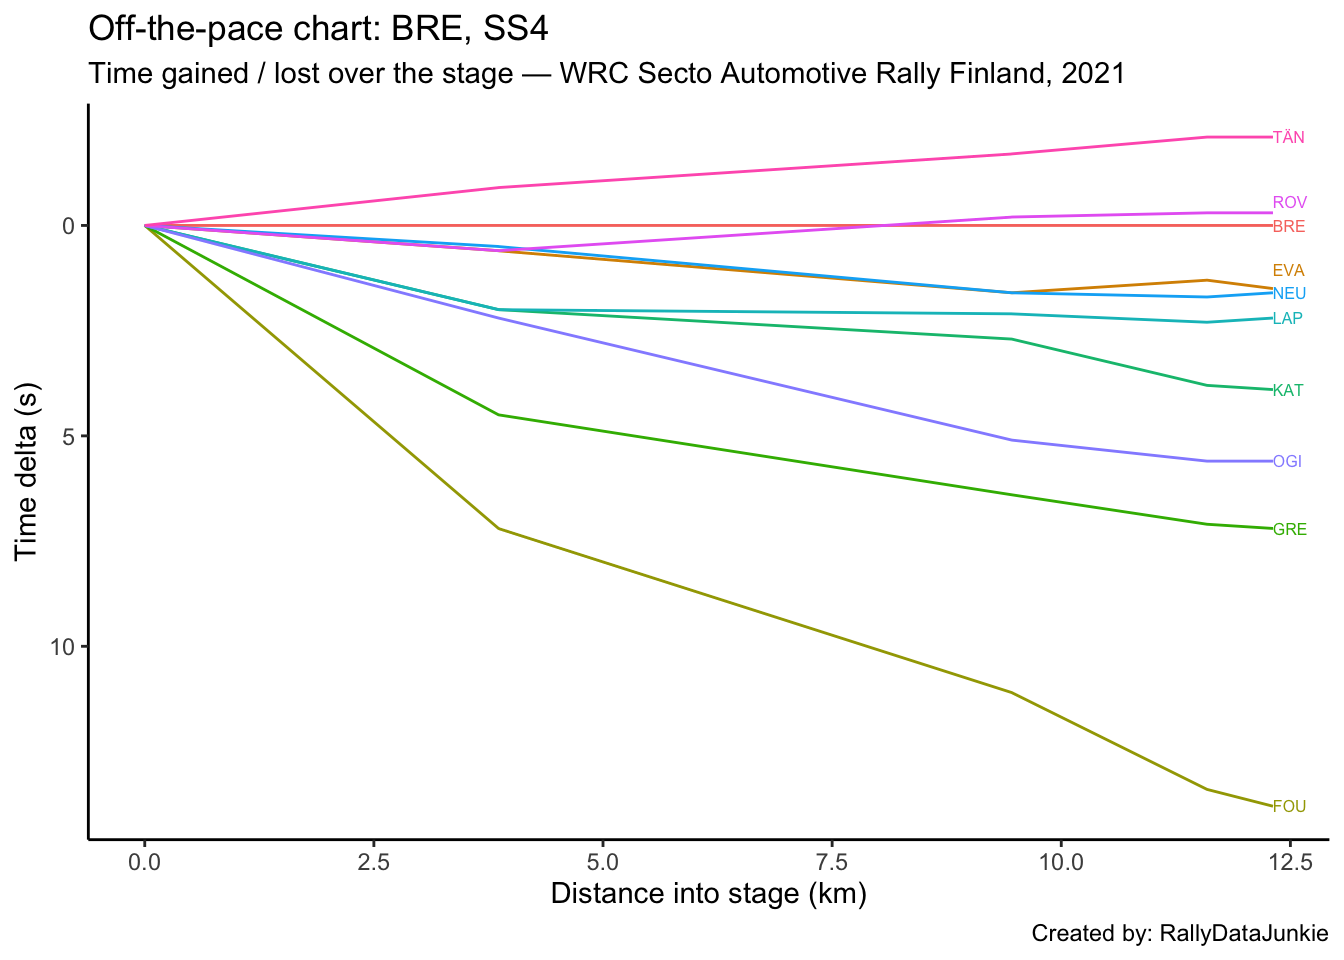 Off-the-pace chart: BRE, SS4
Time gained / lost over the stage — WRC Secto Automotive Rally Finland, 2021
TÄN
ROV
0
BRE
EVA
NEU
LAP
KAT
Time delta (s)
5
OGI
GRE
10
FOU
0.0 2.5 5.0 7.5 10.0 12.5
Distance into stage (km)
Created by: RallyDataJunkie